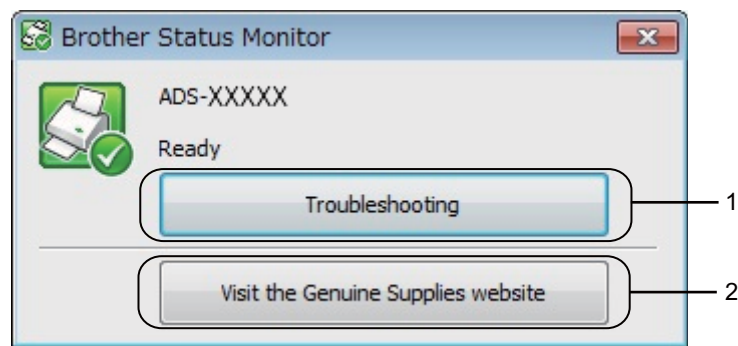 Brother Status Monitor
ADS-XXXXX
Ready
Troubleshooting
1
Visit the Genuine Supplies website
2